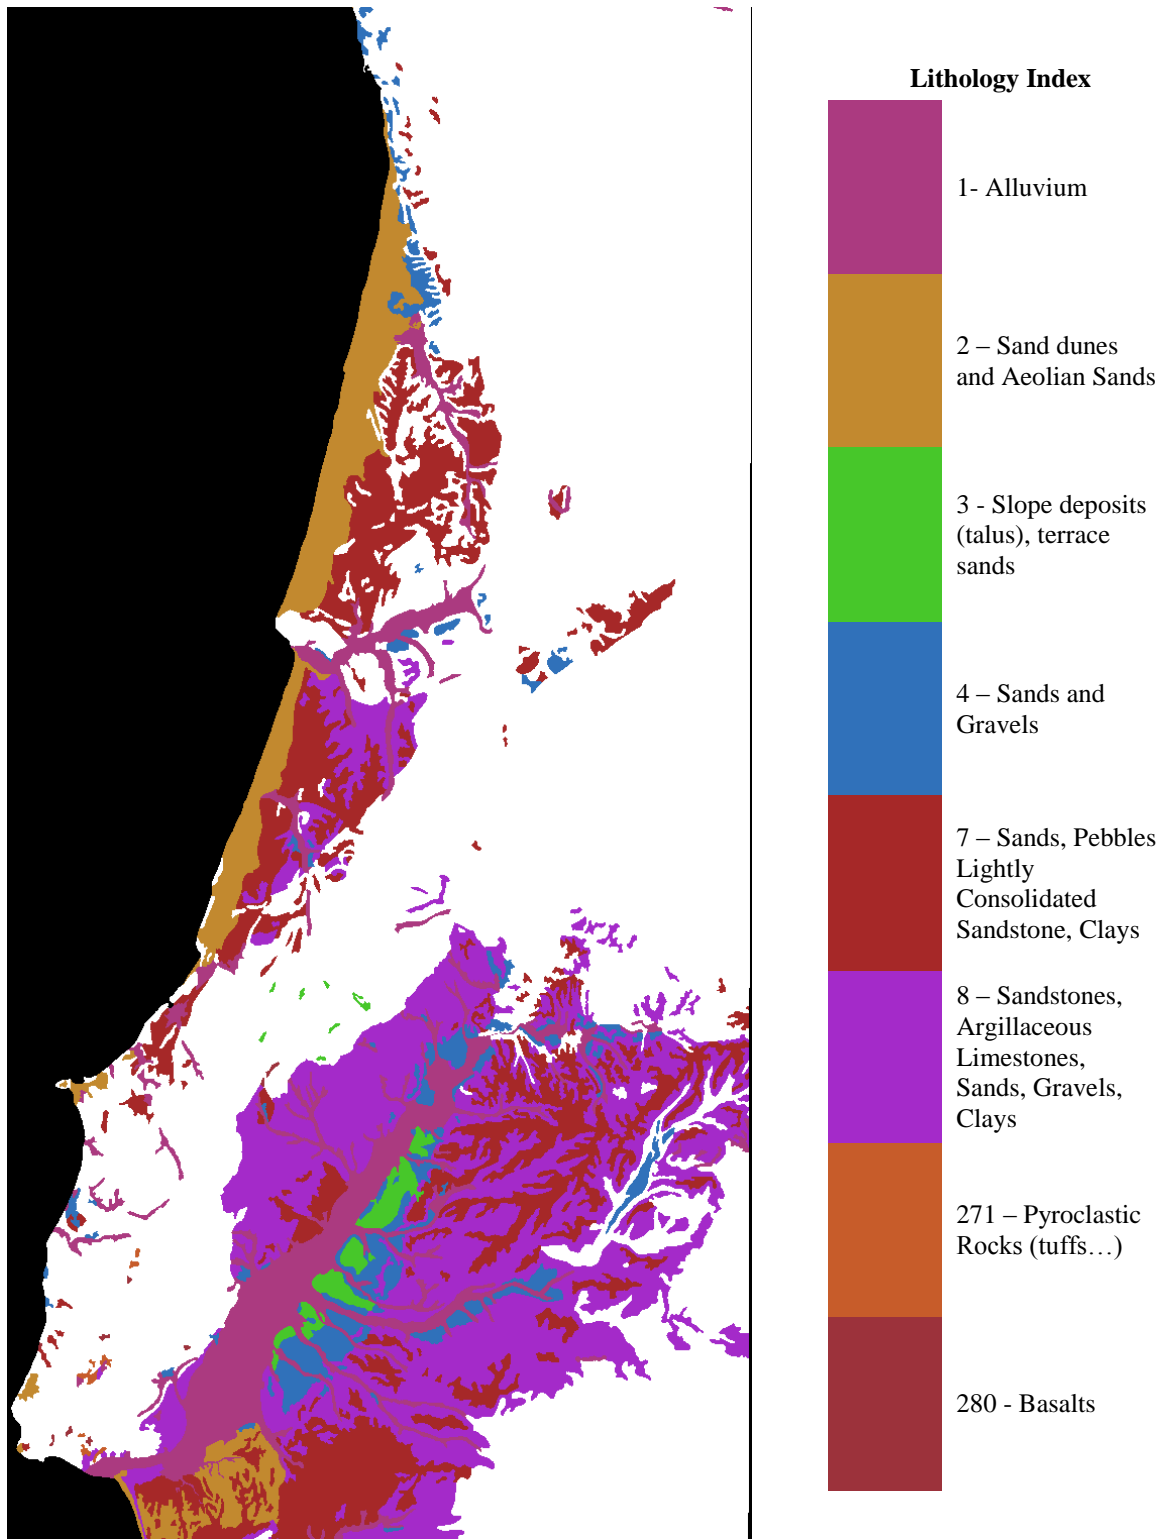 Lithology Index
1- Alluvium
2 – Sand dunes
and Aeolian Sands
3 - Slope deposits
(talus), terrace
sands
4 – Sands and
Gravels
7 – Sands, Pebbles
Lightly
Consolidated
Sandstone, Clays
8 – Sandstones,
Argillaceous
Limestones,
Sands, Gravels,
Clays
271 – Pyroclastic
Rocks (tuffs…)
280 - Basalts